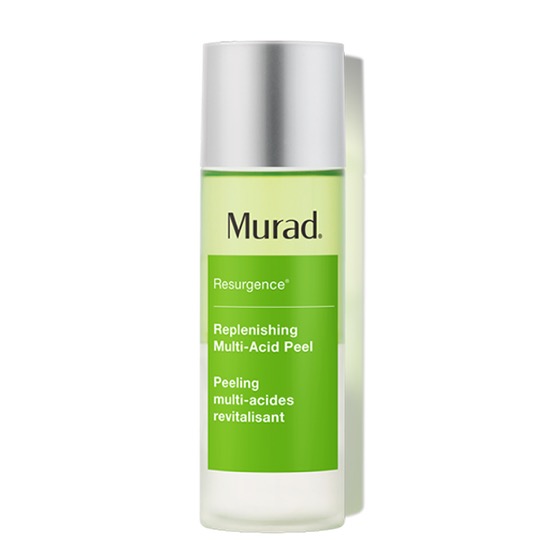 Murad.®
Resurgence®
Replenishing
Multi-Acid Peel
Peeling
multi-acides
revitalisant